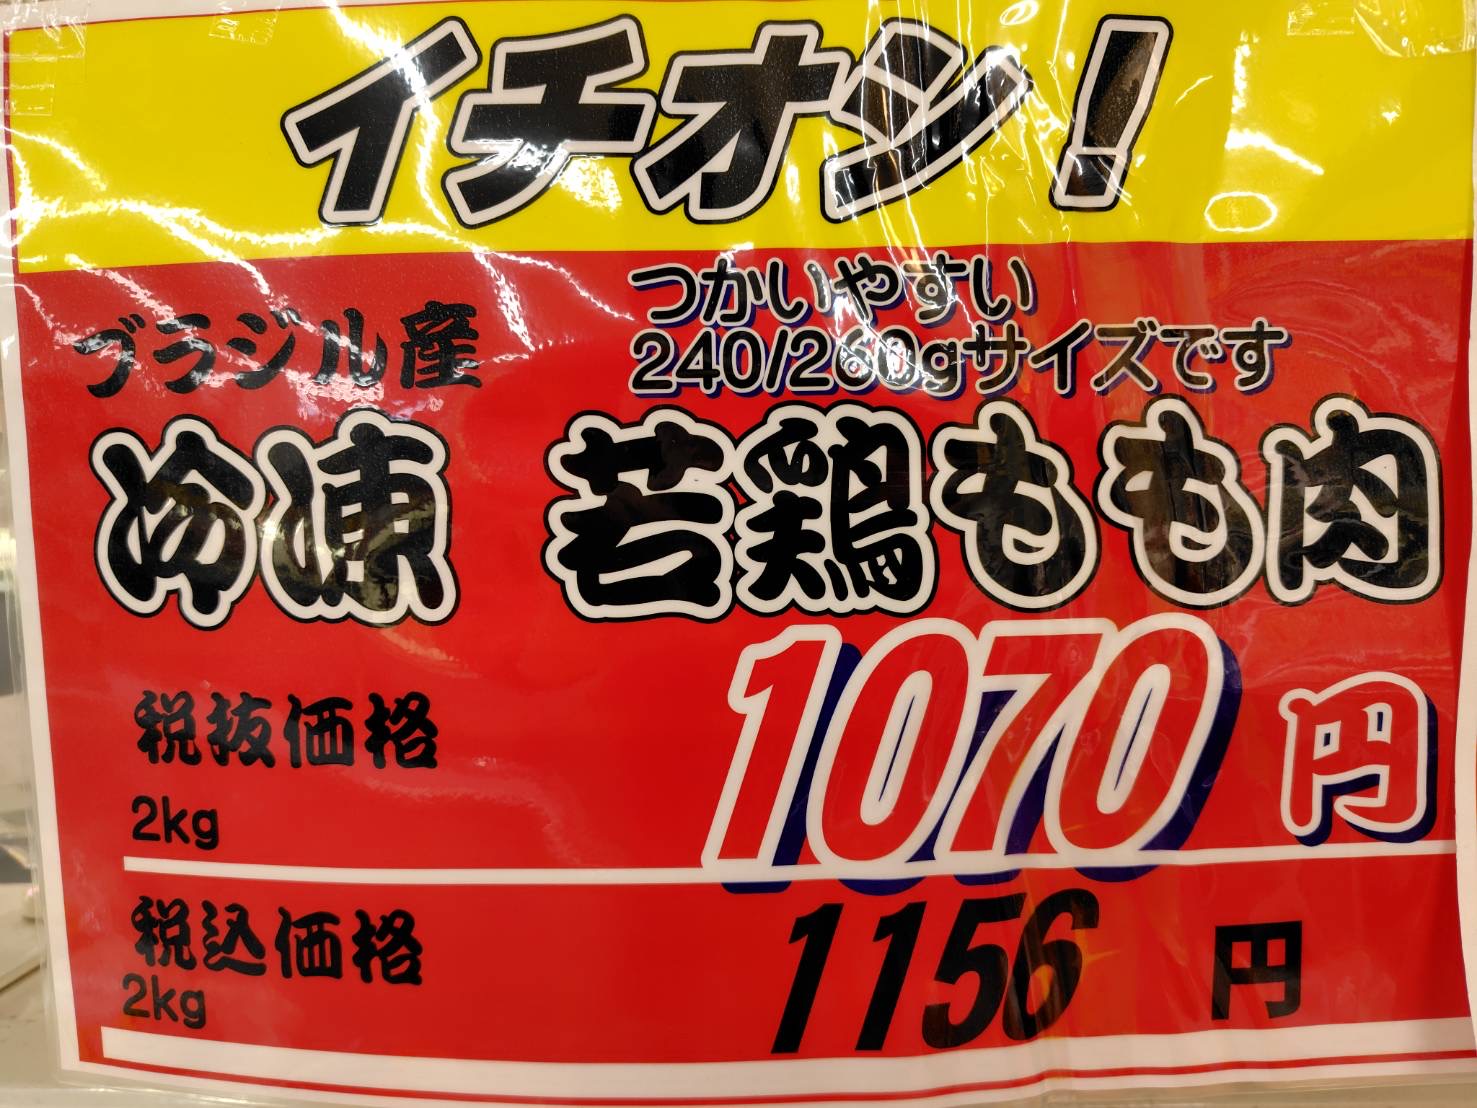 イチオシ!
ブラジル産
つかいやすい
240/260gサイズです
冷凍 若鶏もも肉
税抜価格
2kg
1070円
税込価格
2kg
1156円